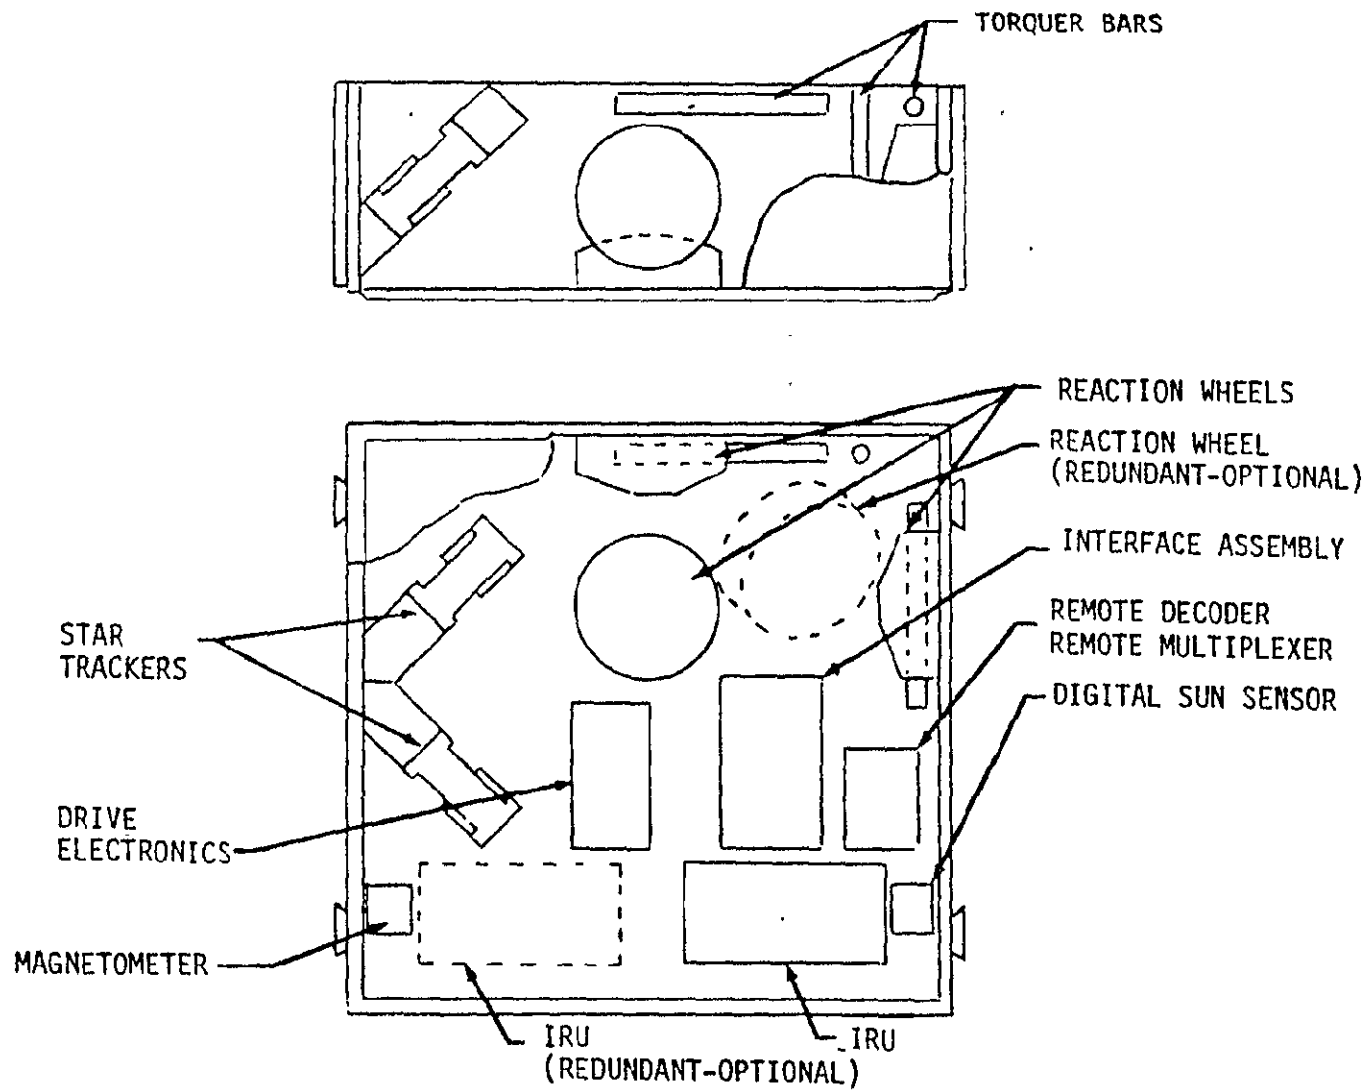 TORQUER BARS
REACTION WHEELS
REACTION WHEEL
(REDUNDANT-OPTIONAL)
INTERFACE ASSEMBLY
REMOTE DECODER
REMOTE MULTIPLEXER
DIGITAL SUN SENSOR
STAR
TRACKERS
DRIVE
ELECTRONICS
MAGNETOMETER
IRU
(REDUNDANT-OPTIONAL)
IRU